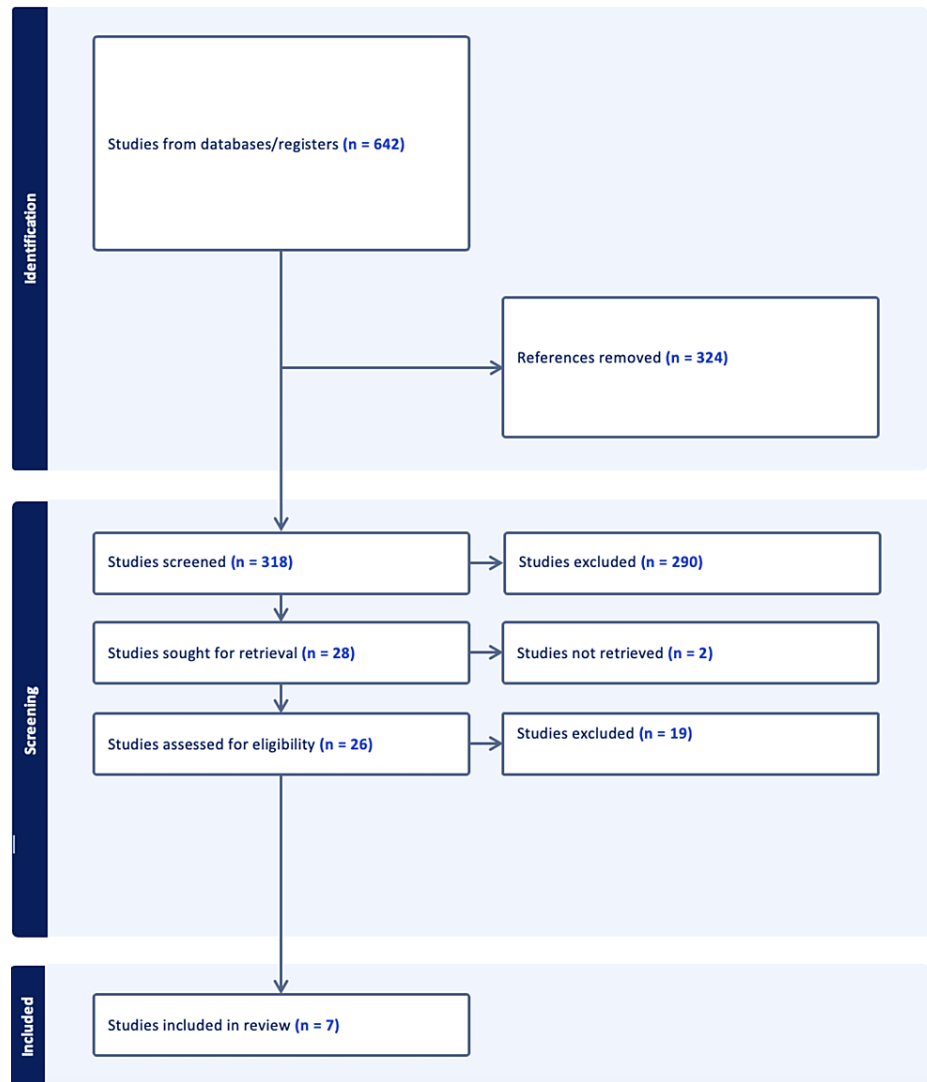 Identification
Studies from databases/registers (n = 642)
References removed (n = 324)
Screening
Studies screened (n = 318)
Studies excluded (n = 290)
Studies sought for retrieval (n = 28)
Studies not retrieved (n = 2)
Studies assessed for eligibility (n = 26)
Studies excluded (n = 19)
Included
Studies included in review (n = 7)